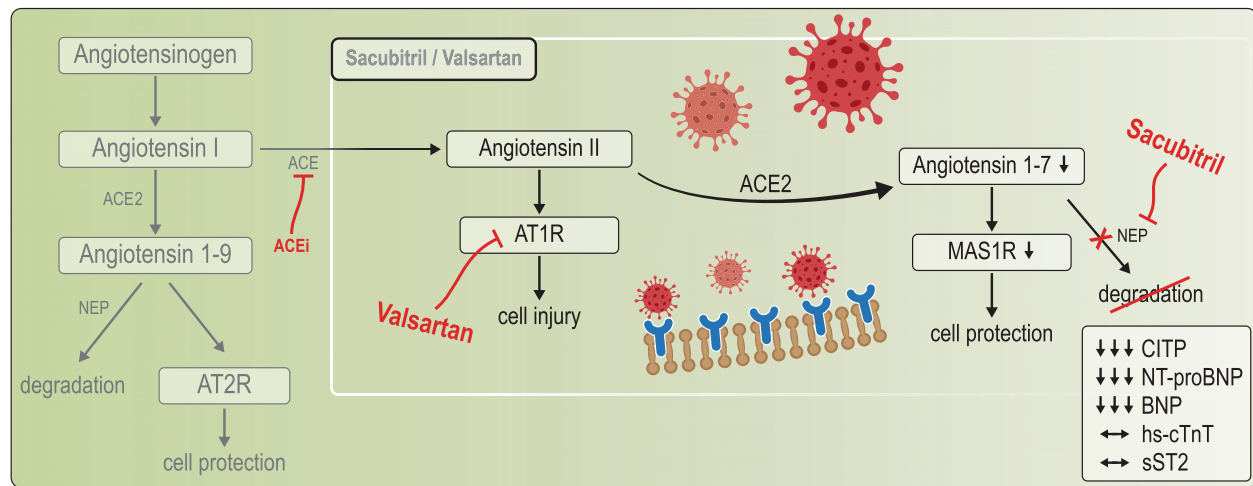 Angiotensinogen
Sacubitril / Valsartan
Angiotensin I
ACE
ACEi
ACE2
Angiotensin 1-9
NEP
degradation
AT2R
cell protection
Angiotensin II
AT1R
Valsartan
cell injury
ACE2
Angiotensin 1-7 ↓
MAS1R ↓
cell protection
Sacubitril
NEP
degradation
↓↓↓ CITP
↓↓↓ NT-proBNP
↓↓↓ BNP
↔ hs-cTnT
↔ sST2